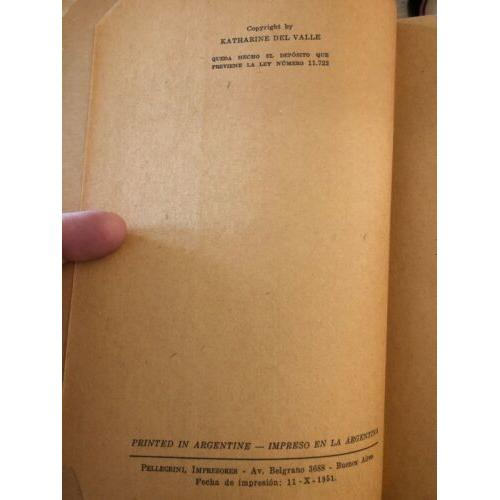 Copyright by
KATHARINE DEL VALLE
QUEDA HECHO EL DEPÓSITO QUE
PREVIENE LA LEY NÚMERO 11.723
PRINTED IN ARGENTINE — IMPRESO EN LA ARGENTINA
PELLEGRINI, IMPRESORES - Av. Belgrano 3688 - Buenos Aires
Fecha de impresión: 11-X-1951.